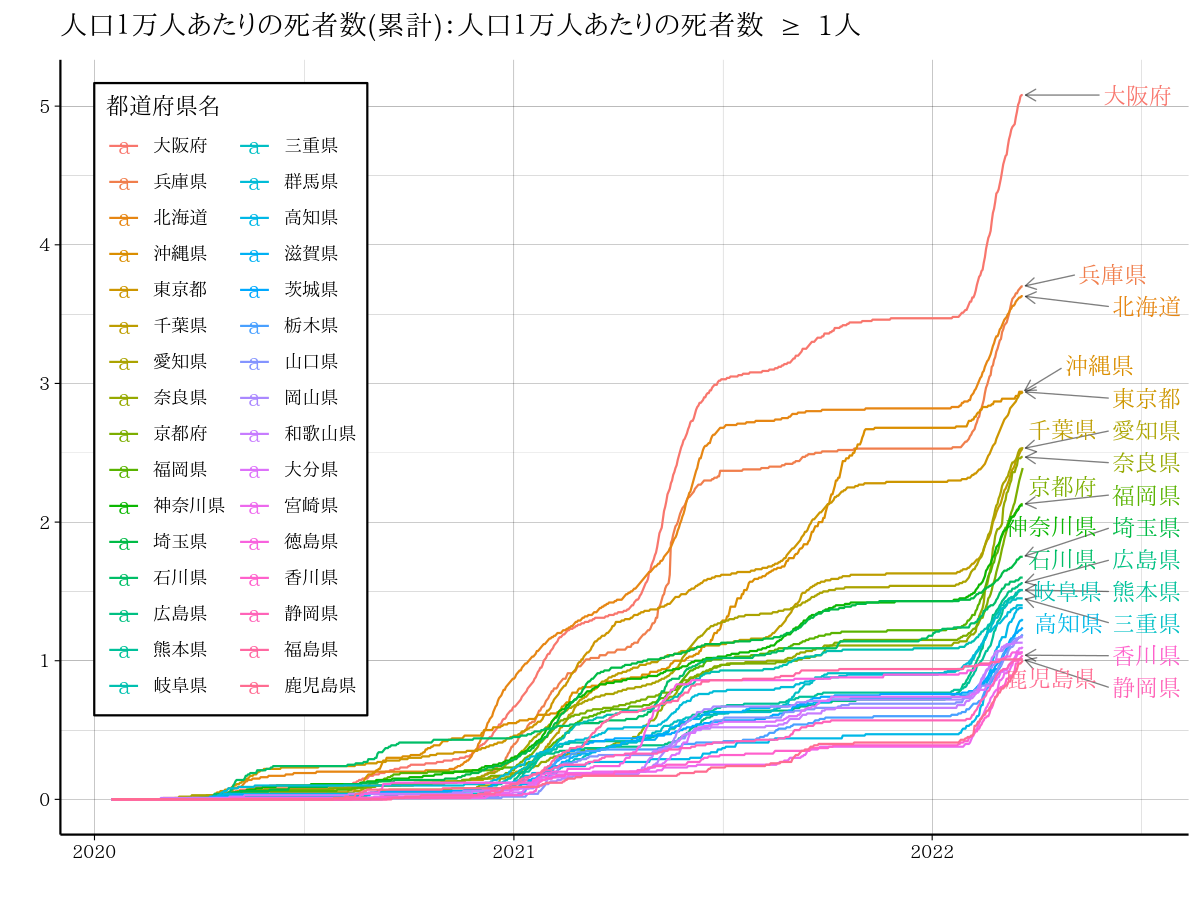 人口1万人あたりの死者数(累計):人口1万人あたりの死者数 ≥ 1人
都道府県名
a 大阪府
a 兵庫県
a 北海道
a 沖縄県
a 東京都
a 千葉県
a 愛知県
a 奈良県
a 京都府
a 福岡県
a 神奈川県
a 埼玉県
a 石川県
a 広島県
a 熊本県
a 岐阜県
a 三重県
a 群馬県
a 高知県
a 滋賀県
a 茨城県
a 栃木県
a 山口県
a 岡山県
a 和歌山県
a 大分県
a 宮崎県
a 徳島県
a 香川県
a 静岡県
a 福島県
a 鹿児島県
5
4
3
2
1
0
2020
2021
2022
大阪府
兵庫県
北海道
沖縄県
東京都
千葉県 愛知県
奈良県
京都府
福岡県
神奈川県 埼玉県
石川県 広島県
岐阜県 熊本県
高知県 三重県
香川県
鹿児島県 静岡県